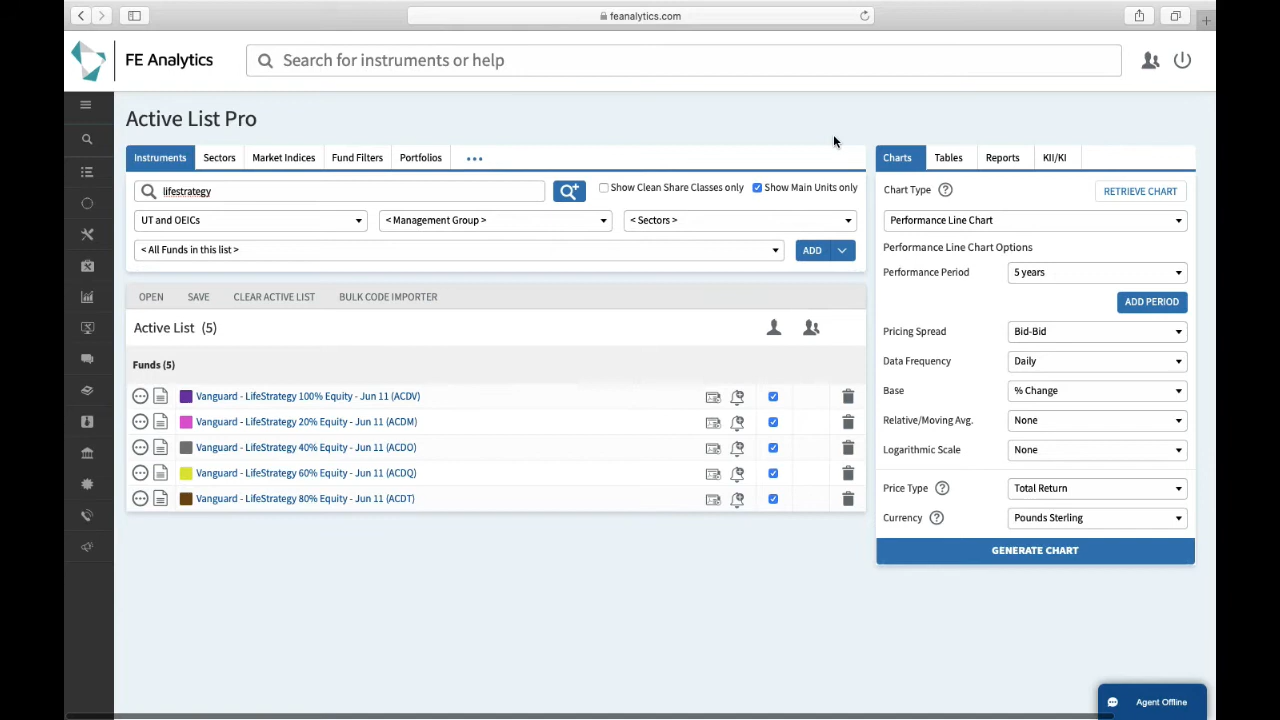 feanalytics.com
FE Analytics
Search for instruments or help
Active List Pro
Instruments Sectors Market Indices Fund Filters Portfolios
Charts Tables Reports KII/KI
lifestrategy
Show Clean Share Classes only Show Main Units only
Chart Type RETRIEVE CHART
UT and OEICs < Management Group > < Sectors >
Performance Line Chart
< All Funds in this list > ADD
Performance Line Chart Options
Performance Period 5 years
ADD PERIOD
OPEN SAVE CLEAR ACTIVE LIST BULK CODE IMPORTER
Active List (5)
Pricing Spread Bid-Bid
Funds (5)
Data Frequency Daily
Vanguard - LifeStrategy 100% Equity - Jun 11 (ACDV)
Base % Change
Vanguard - LifeStrategy 20% Equity - Jun 11 (ACDM)
Relative/Moving Avg. None
Vanguard - LifeStrategy 40% Equity - Jun 11 (ACDO)
Logarithmic Scale None
Vanguard - LifeStrategy 60% Equity - Jun 11 (ACDQ)
Price Type Total Return
Vanguard - LifeStrategy 80% Equity - Jun 11 (ACDT)
Currency Pounds Sterling
GENERATE CHART
Agent Offline